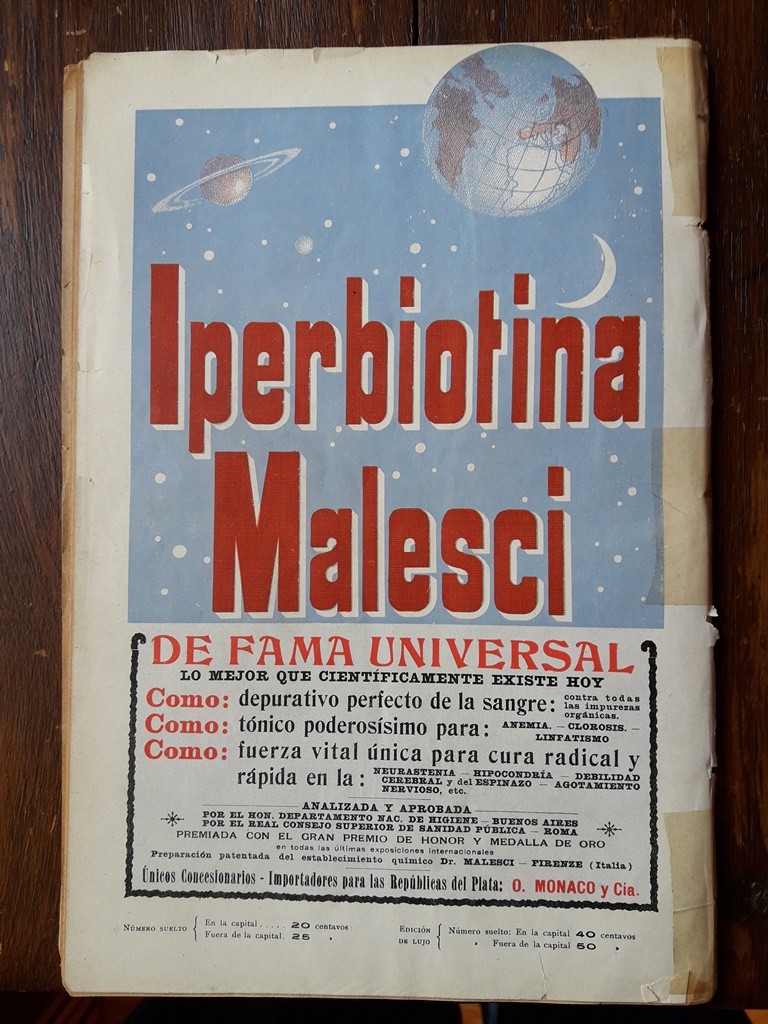 Iperbiotina
Malesci
DE FAMA UNIVERSAL
LO MEJOR QUE CIENTÍFICAMENTE EXISTE HOY
Como: depurativo perfecto de la sangre: contra todas
las impurezas
orgánicas.
Como: tónico poderosísimo para: ANEMIA. — CLOROSIS. —
LINFATISMO
Como: fuerza vital única para cura radical y
rápida en la: NEURASTENIA — HIPOCONDRÍA — DEBILIDAD
CEREBRAL y del ESPINAZO — AGOTAMIENTO
NERVIOSO, etc.
ANALIZADA Y APROBADA
POR EL HON. DEPARTAMENTO NAC. DE HIGIENE — BUENOS AIRES
POR EL REAL CONSEJO SUPERIOR DE SANIDAD PÚBLICA — ROMA
PREMIADA CON EL GRAN PREMIO DE HONOR Y MEDALLA DE ORO
en todas las últimas exposiciones internacionales
Preparación patentada del establecimiento químico Dr. MALESCI — FIRENZE (Italia)
Únicos Concesionarios - Importadores para las Repúblicas del Plata: O. MONACO y Cía.
NÚMERO SUELTO { En la capital ..... 20 centavos
Fuera de la capital. 25 »
EDICIÓN DE LUJO { Número suelto: En la capital 40 centavos
» Fuera de la capital 50 »